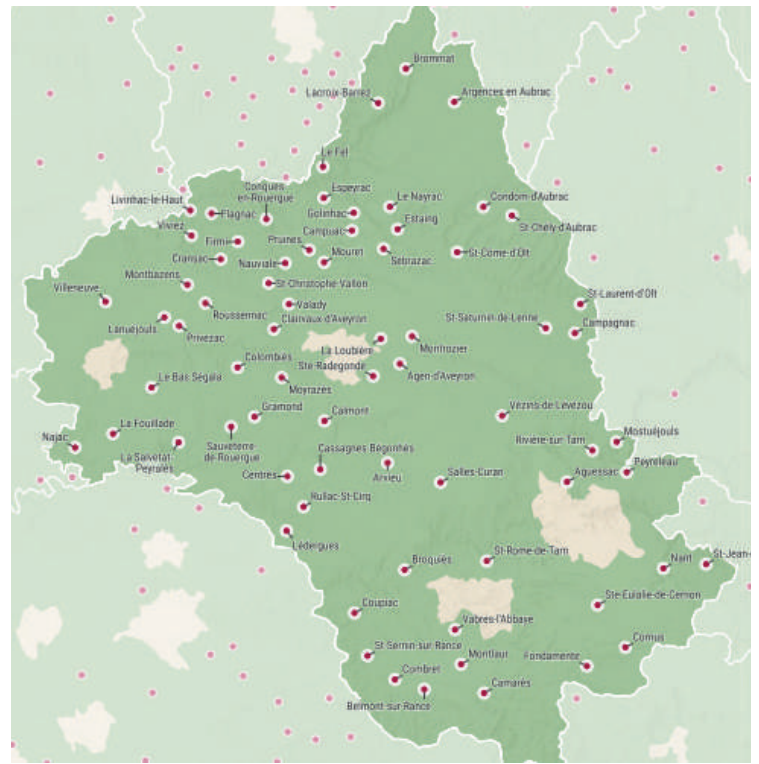 Brommat
Lacroix-Barrez
Argences en Aubrac
Le Fel
Espeyrac
Conques
en-Rouergue
Livinhac-le-Haut
Flagnac
Golinhac
Le Nayrac
Condom-d'Aubrac
St-Chély-d'Aubrac
Viviez
Firmi
Campuac
Estaing
Pruines
Mouret
Sébrazac
St-Côme-d'Olt
Cransac
Nauviale
Montbazens
St-Christophe-Vallon
Villeneuve
Roussennac
Valady
St-Laurent-d'Olt
Lanuéjouls
Privezac
Clairvaux d'Aveyron
St-Saturnin-de-Lenne
Campagnac
La Loubière
Montrozier
Colombiès
Ste-Radegonde
Agen-d'Aveyron
Le Bas Ségala
Moyrazès
Gramond
Calmont
Vézins-de-Lévézou
La Fouillade
Najac
La Salvetat-
Peyralès
Sauveterre-
de-Rouergue
Cassagnes Bégonhès
Rivière-sur Tarn
Mostuéjouls
Centrès
Arvieu
Salles-Curan
Aguessac
Peyreleau
Rullac-St-Cirq
Lédergues
Broquiès
St-Rome-de-Tarn
Nant
St-Jean-
Coupiac
Ste-Eulalie-de-Cernon
Vabres-l'Abbaye
St Sernin-sur Rance
Montlaur
Fondamente
Cornus
Combret
Camarès
Belmont-sur-Rance